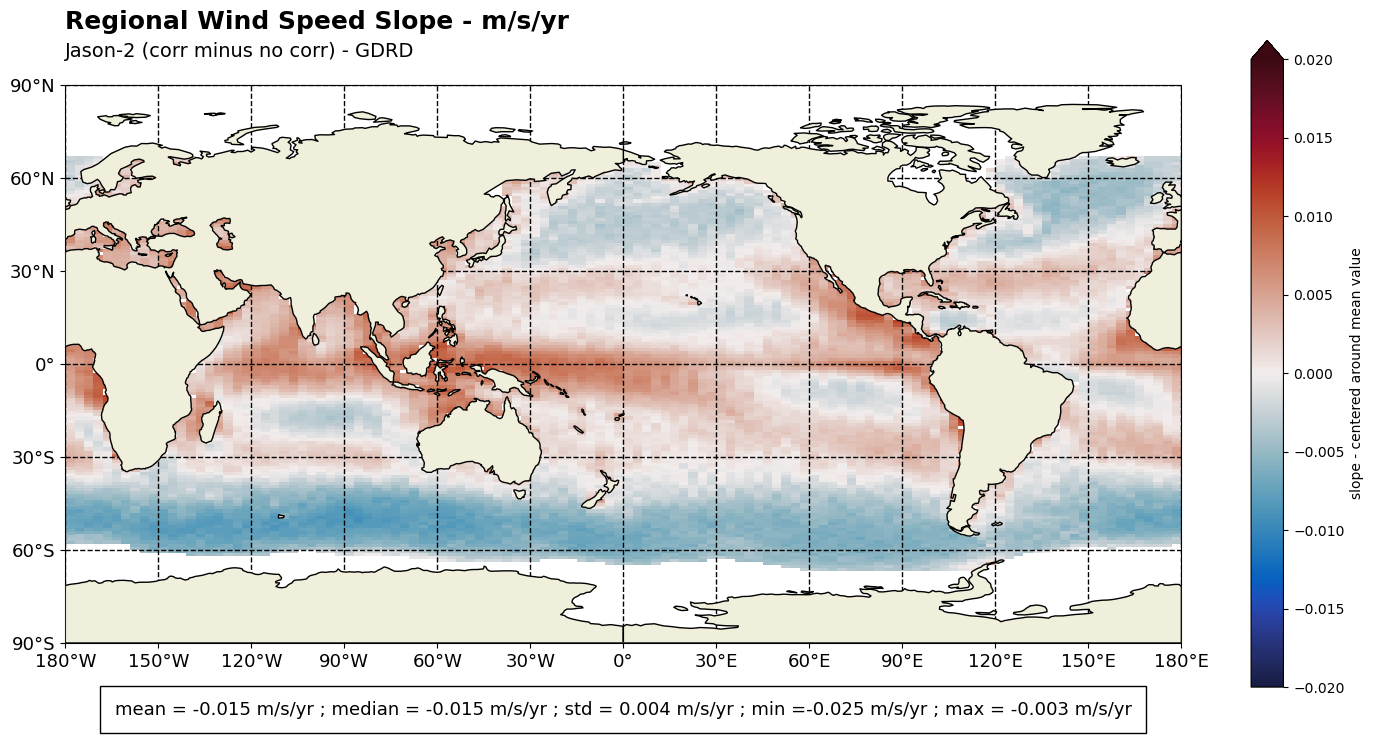 Regional Wind Speed Slope - m/s/yr
Jason-2 (corr minus no corr) - GDRD
90°N
60°N
30°N
0°
30°S
60°S
90°S
180°W 150°W 120°W 90°W 60°W 30°W 0° 30°E 60°E 90°E 120°E 150°E 180°E
0.020
0.015
0.010
0.005
0.000
−0.005
−0.010
−0.015
−0.020
slope - centered around mean value
mean = -0.015 m/s/yr ; median = -0.015 m/s/yr ; std = 0.004 m/s/yr ; min =-0.025 m/s/yr ; max = -0.003 m/s/yr